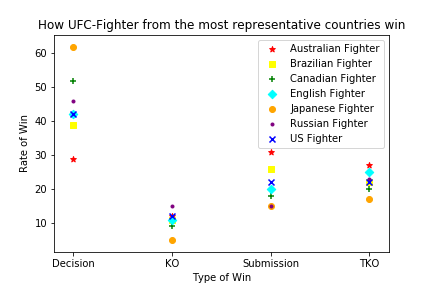 How UFC-Fighter from the most representative countries win
Rate of Win
60
50
40
30
20
10
Australian Fighter
Brazilian Fighter
Canadian Fighter
English Fighter
Japanese Fighter
Russian Fighter
US Fighter
Decision
KO
Submission
TKO
Type of Win